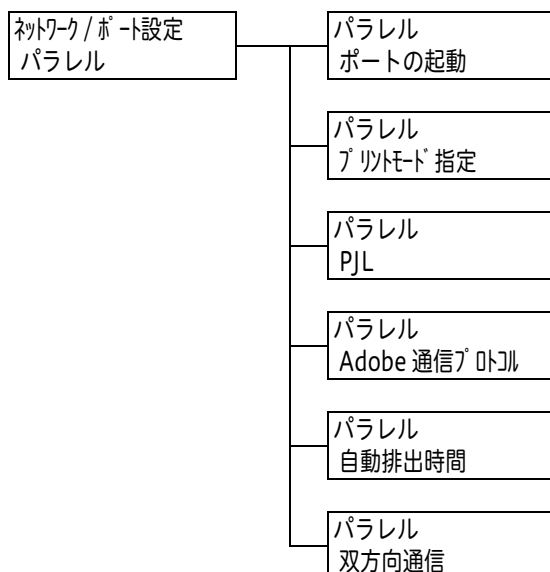 ﾈｯﾄﾜｰｸ / ﾎﾟｰﾄ設定
パラレル
パラレル
ポートの起動
パラレル
ﾌﾟﾘﾝﾄﾓｰﾄﾞ指定
パラレル
PJL
パラレル
Adobe 通信ﾌﾟﾛﾄｺﾙ
パラレル
自動排出時間
パラレル
双方向通信